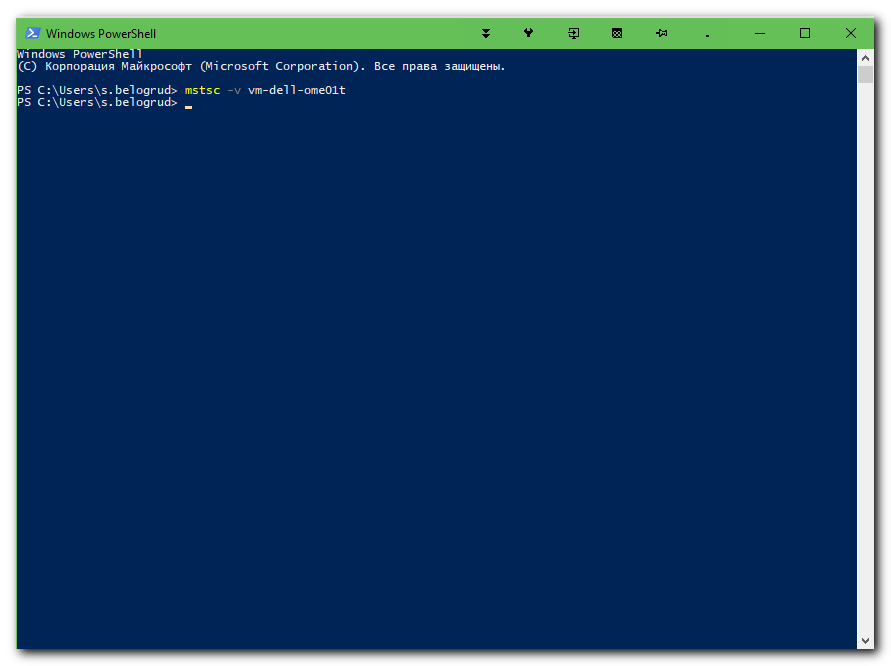 Windows PowerShell
Windows PowerShell
(C) Корпорация Майкрософт (Microsoft Corporation). Все права защищены.
PS C:\Users\s.belogrud> mstsc -v vm-dell-ome01t
PS C:\Users\s.belogrud>